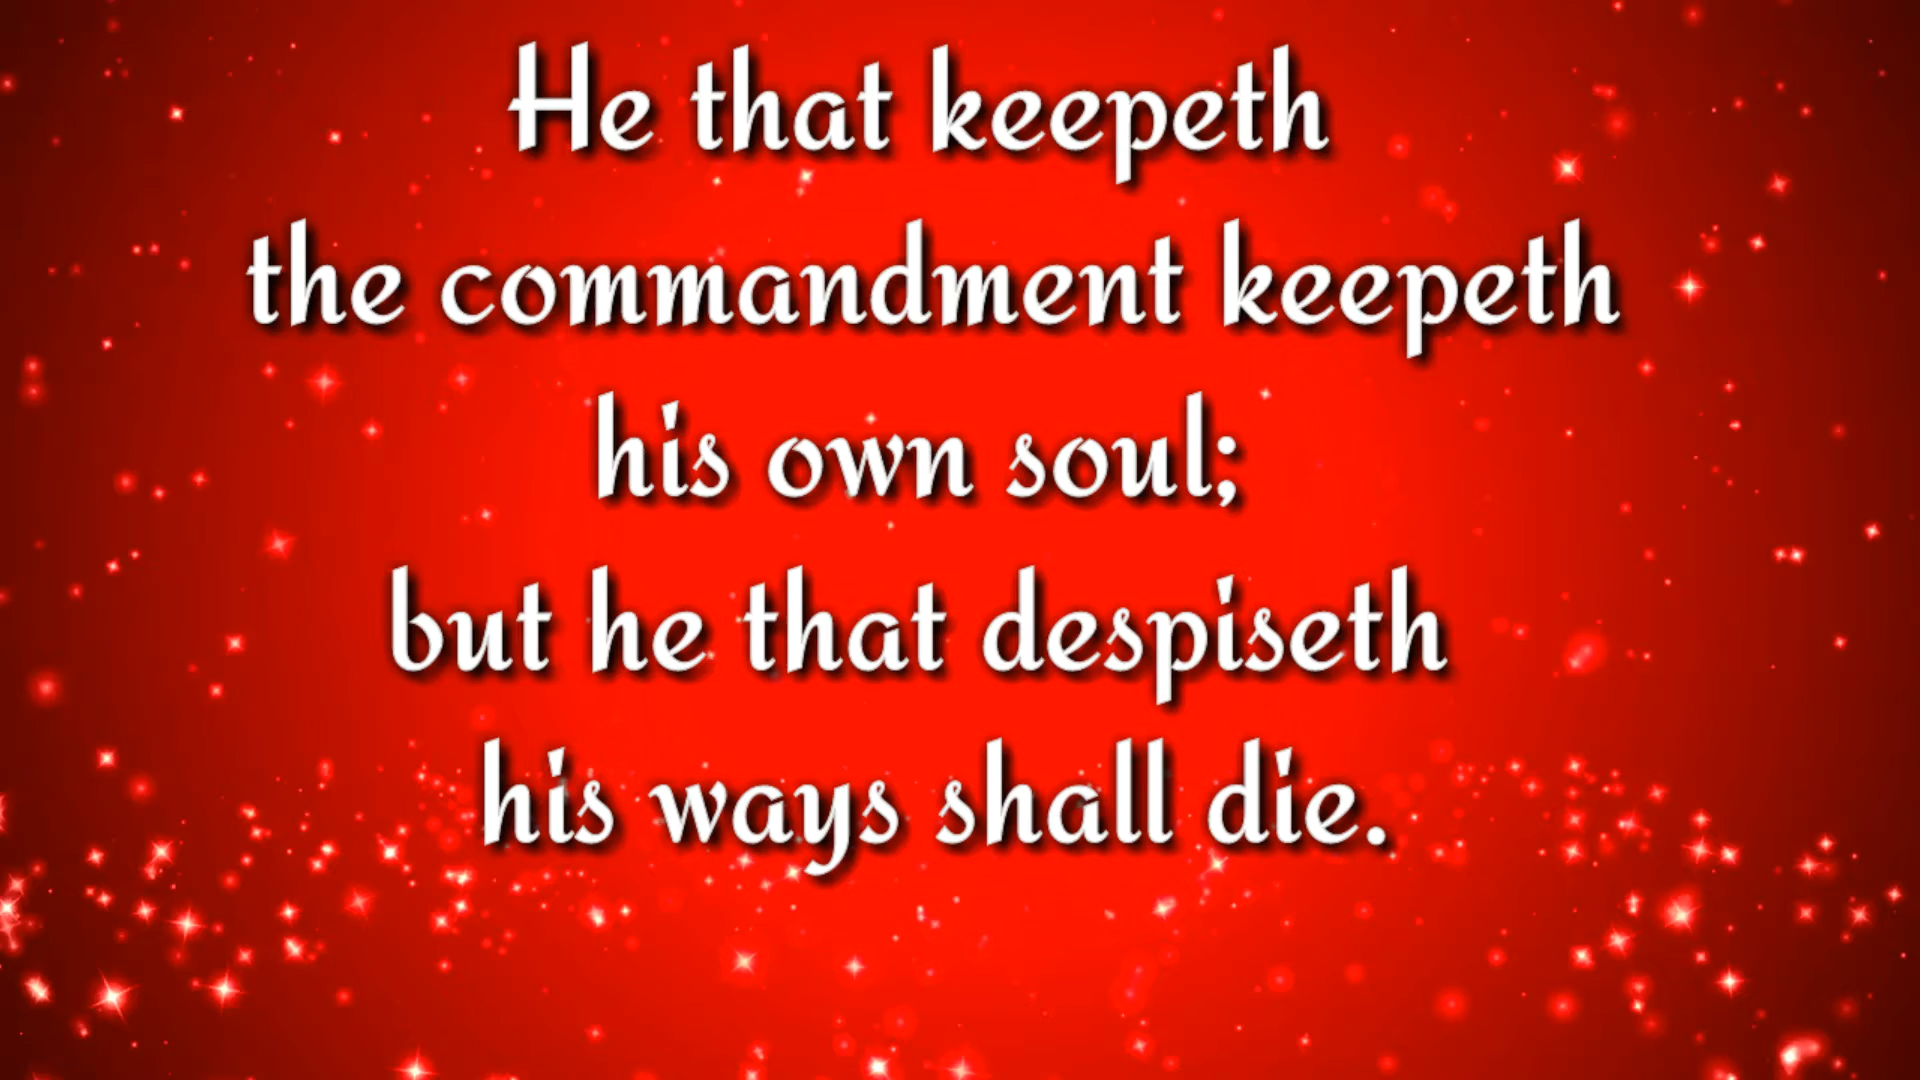 He that keepeth
the commandment keepeth
his own soul;
but he that despiseth
his ways shall die.